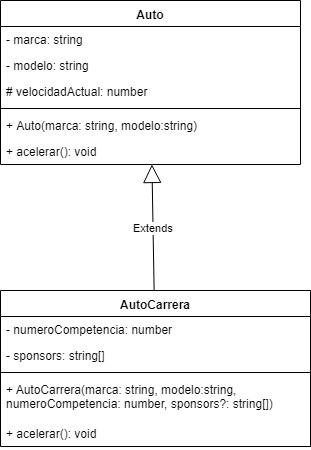 Auto
- marca: string
- modelo: string
# velocidadActual: number
+ Auto(marca: string, modelo:string)
+ acelerar(): void
Extends
AutoCarrera
- numeroCompetencia: number
- sponsors: string[]
+ AutoCarrera(marca: string, modelo:string,
numeroCompetencia: number, sponsors?: string[])
+ acelerar(): void